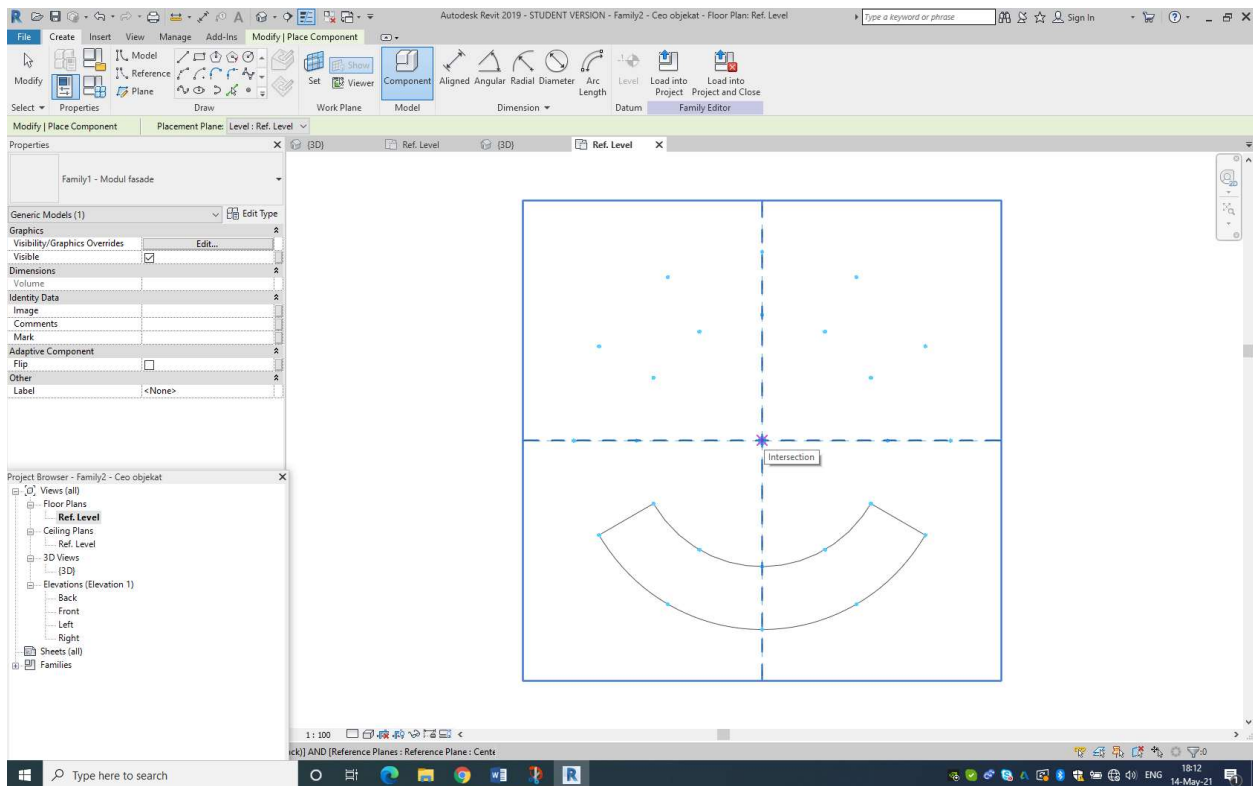 Autodesk Revit 2019 - STUDENT VERSION - Family2 - Ceo objekat - Floor Plan: Ref. Level
Type a keyword or phrase
Sign In
File Create Insert View Manage Add-Ins Modify | Place Component
Modify
Model
Reference
Plane
Set
Show
Viewer
Component
Aligned Angular Radial Diameter Arc Length
Level
Load into Project
Load into Project and Close
Select Properties Draw Work Plane Model Dimension Datum Family Editor
Modify | Place Component Placement Plane: Level : Ref. Level
Properties
{3D} Ref. Level {3D} Ref. Level
Family1 - Modul fasade
Generic Models (1) Edit Type
Graphics
Visibility/Graphics Overrides Edit...
Visible
Dimensions
Volume
Identity Data
Image
Comments
Mark
Adaptive Component
Flip
Other
Label <None>
Intersection
Project Browser - Family2 - Ceo objekat
Views (all)
Floor Plans
Ref. Level
Ceiling Plans
Ref. Level
3D Views
{3D}
Elevations (Elevation 1)
Back
Front
Left
Right
Sheets (all)
Families
1 : 100
ck)] AND [Reference Planes : Reference Plane : Cente
:0
Type here to search
ENG
18:12
14-May-21